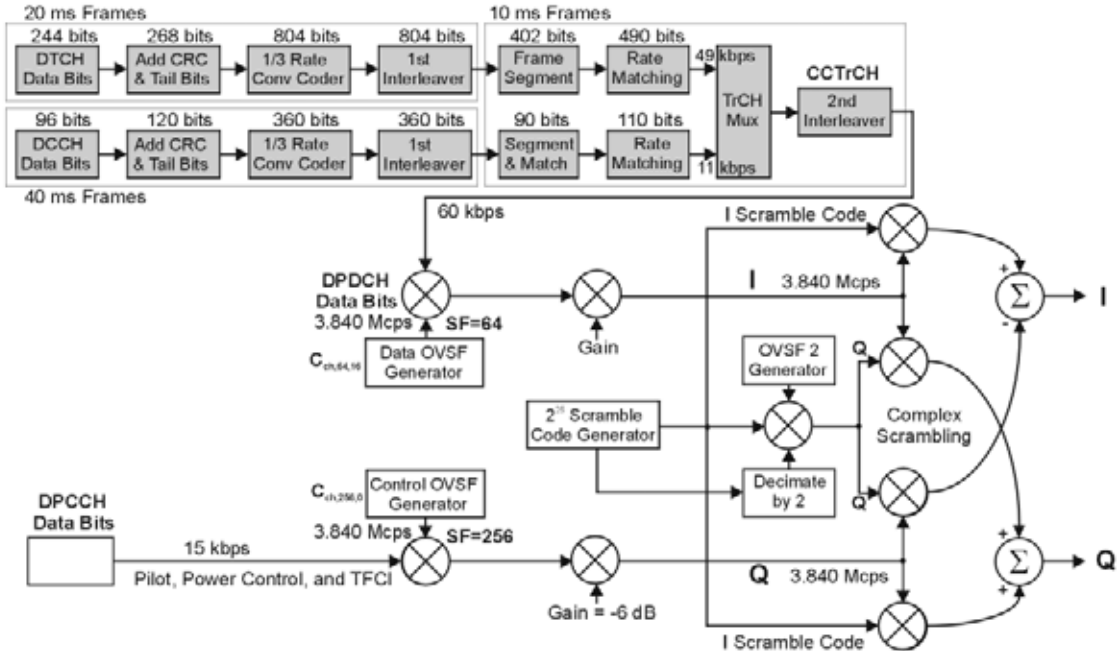 20 ms Frames
10 ms Frames
244 bits
268 bits
804 bits
804 bits
402 bits
490 bits
DTCH
Data Bits
Add CRC
& Tail Bits
1/3 Rate
Conv Coder
1st
Interleaver
Frame
Segment
Rate
Matching
49 kbps
TrCH
Mux
CCTrCH
2nd
Interleaver
96 bits
120 bits
360 bits
360 bits
90 bits
110 bits
DCCH
Data Bits
Add CRC
& Tail Bits
1/3 Rate
Conv Coder
1st
Interleaver
Segment
& Match
Rate
Matching
11 kbps
40 ms Frames
60 kbps
I Scramble Code
DPDCH
Data Bits
3.840 Mcps
SF=64
I
3.840 Mcps
+
Σ
-
I
Gain
C ch,64,16
Data OVSF
Generator
OVSF 2
Generator
Q
Complex
Scrambling
Scramble
Code Generator
Decimate
by 2
Q
DPCCH
Data Bits
C ch,256,0
Control OVSF
Generator
3.840 Mcps
SF=256
15 kbps
Pilot, Power Control, and TFCI
Gain = -6 dB
Q
3.840 Mcps
+
Σ
+
Q
I Scramble Code